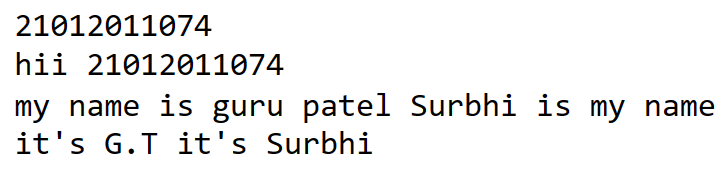 21012011074
hii 21012011074
my name is guru patel Surbhi is my name
it's G.T it's Surbhi